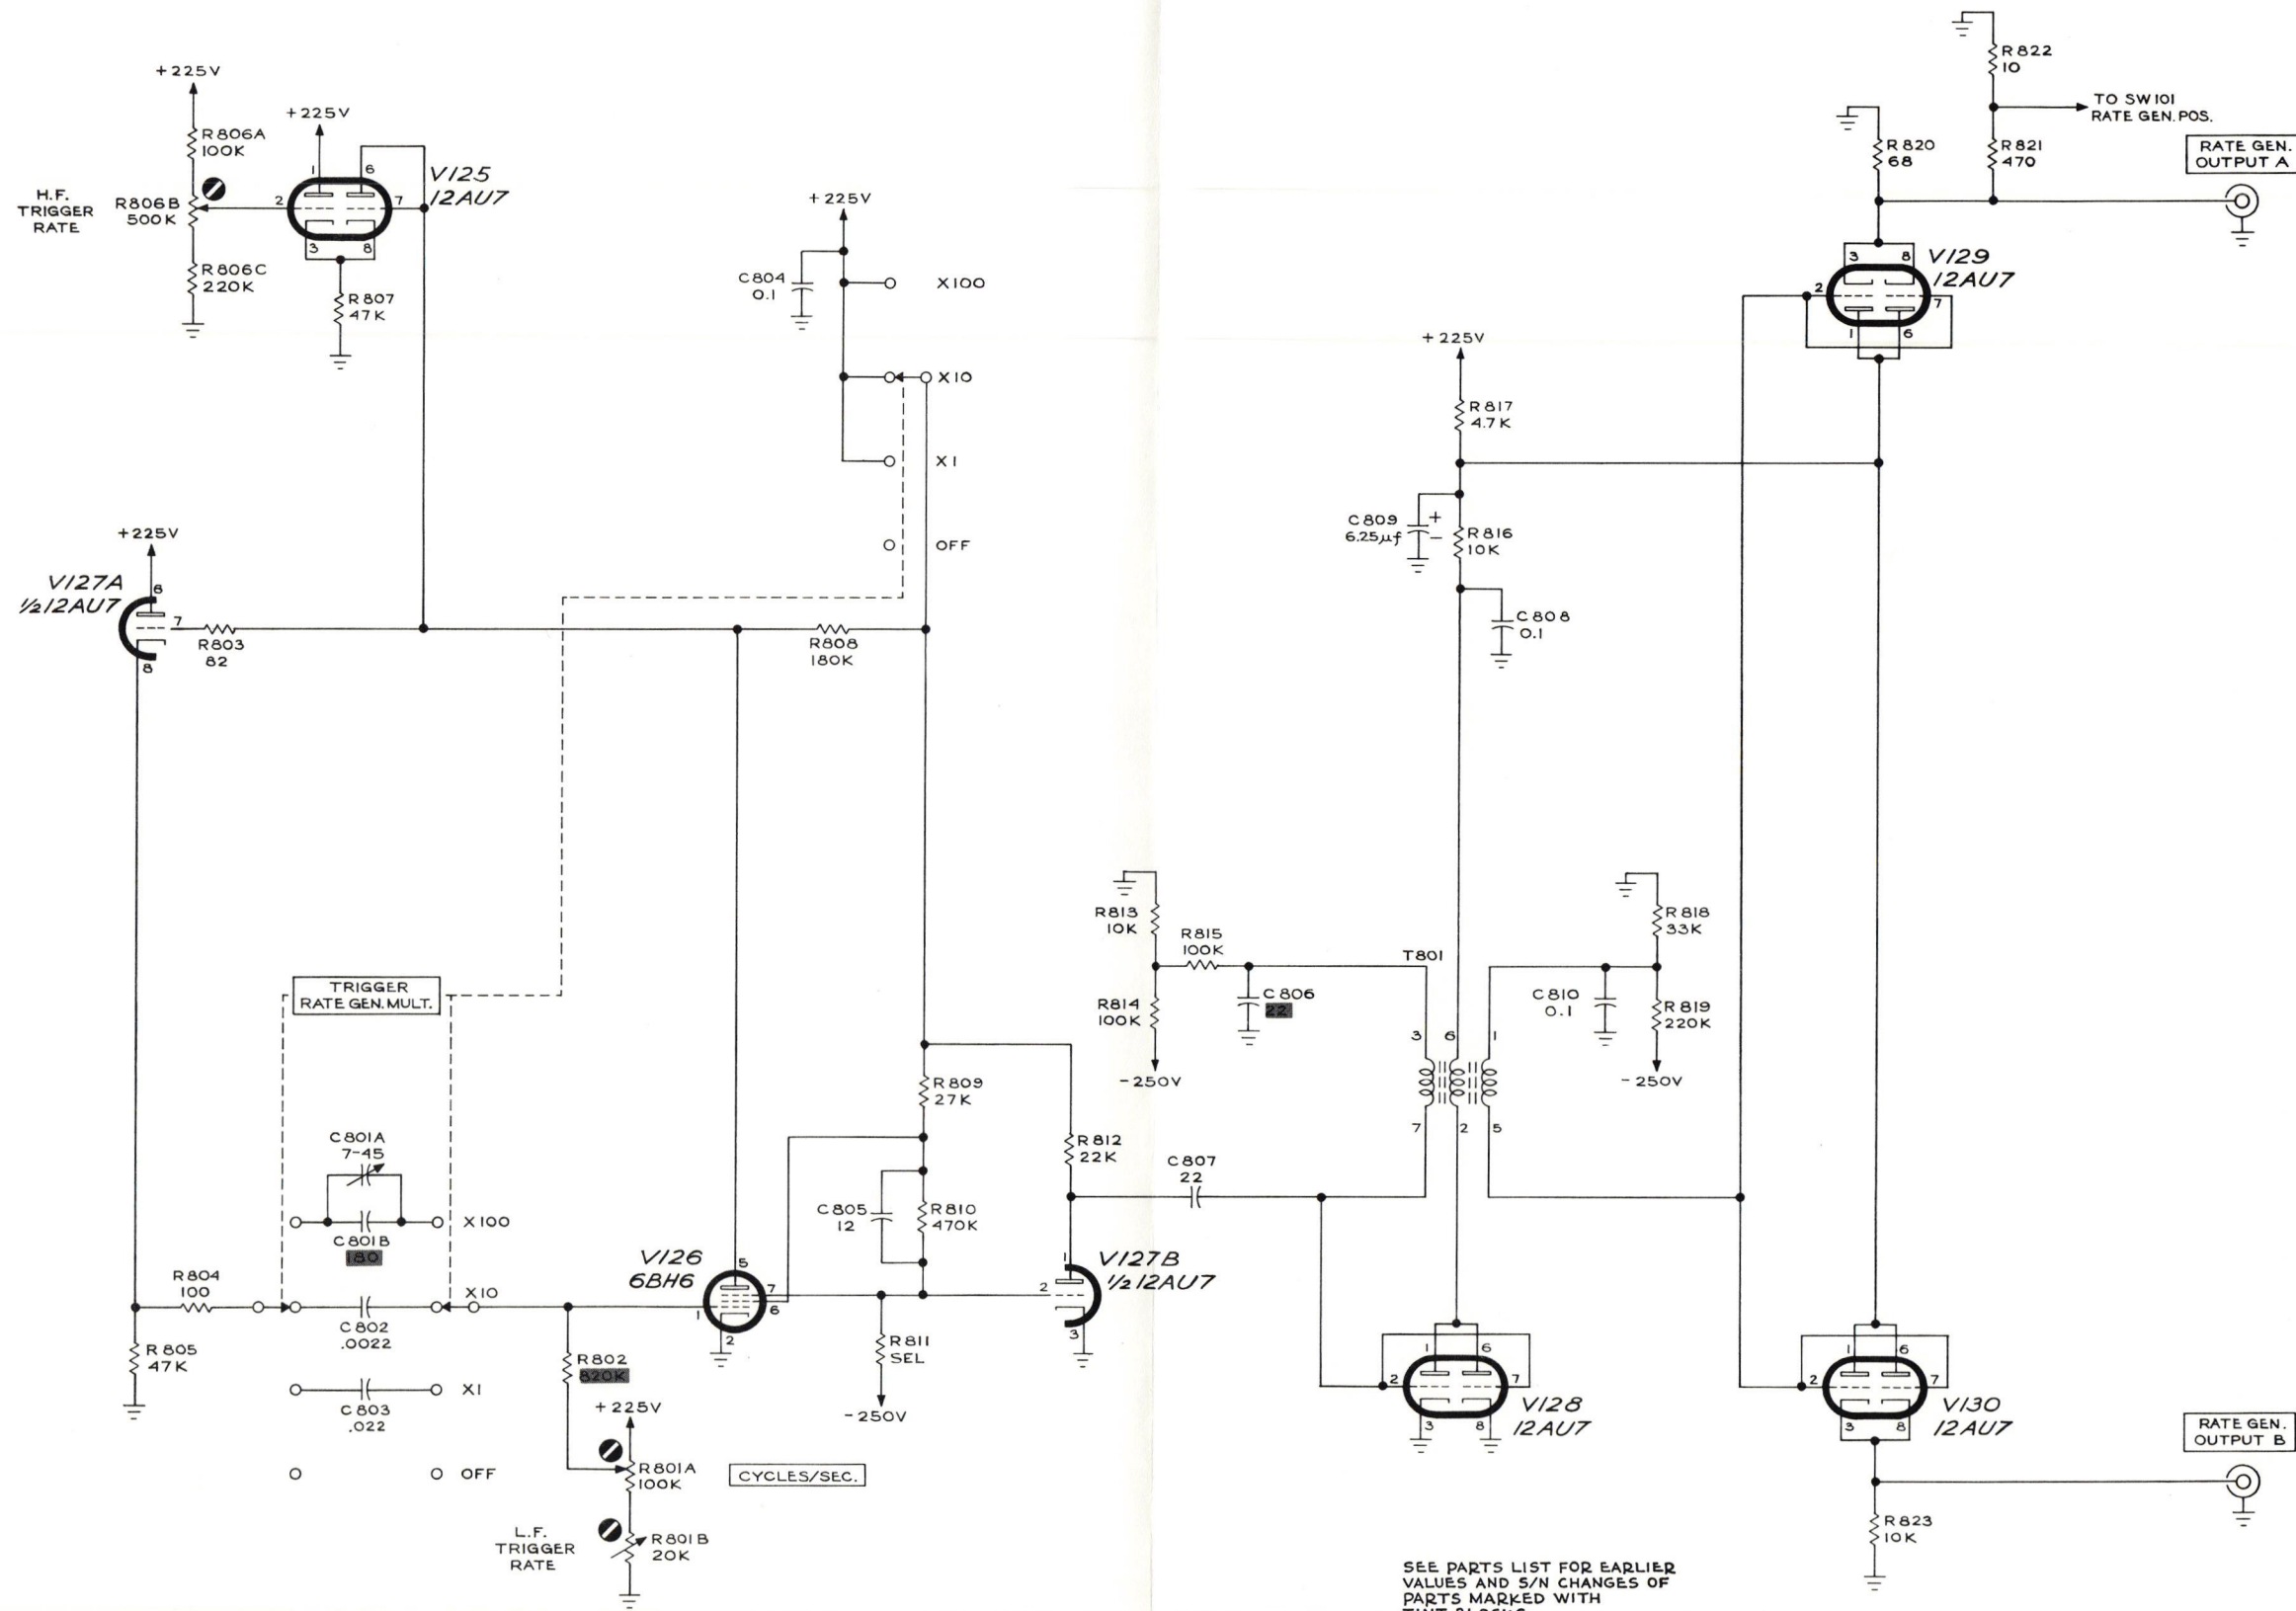 +225V
R806A
100K
+225V
H.F.
TRIGGER
RATE
R806B
500K
R806C
220K
1
6
2
7
3
8
V125
12AU7
R807
47K
+225V
C804
0.1
X100
X10
X1
OFF
+225V
V127A
½12AU7
6
7
8
R803
82
R808
180K
TRIGGER
RATE GEN. MULT.
C801A
7-45
C801B
180
X100
R804
100
X10
C802
.0022
R805
47K
C803
.022
X1
OFF
R802
820K
+225V
R801A
100K
L.F.
TRIGGER
RATE
R801B
20K
CYCLES/SEC.
V126
6BH6
5
7
6
1
2
R809
27K
C805
12
R810
470K
R811
SEL
-250V
R812
22K
V127B
½12AU7
1
2
3
C807
22
R813
10K
R815
100K
R814
100K
-250V
C806
22
T801
3
6
1
7
2
5
+225V
R817
4.7K
C809
6.25µf
+
−
R816
10K
C808
0.1
C810
0.1
R818
33K
R819
220K
-250V
1
6
2
7
3
8
V128
12AU7
R822
10
TO SW101
RATE GEN. POS.
R820
68
R821
470
RATE GEN.
OUTPUT A
3
8
2
7
1
6
V129
12AU7
1
6
2
7
3
8
V130
12AU7
RATE GEN.
OUTPUT B
R823
10K
SEE PARTS LIST FOR EARLIER
VALUES AND S/N CHANGES OF
PARTS MARKED WITH
TINT BLOCKS